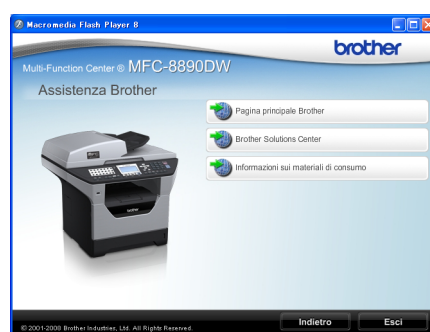 Macromedia Flash Player 8
brother
Multi-Function Center ® MFC-8890DW
Assistenza Brother
Pagina principale Brother
Brother Solutions Center
Informazioni sui materiali di consumo
brother
© 2001-2008 Brother Industries, Ltd. All Rights Reserved.
Indietro
Esci